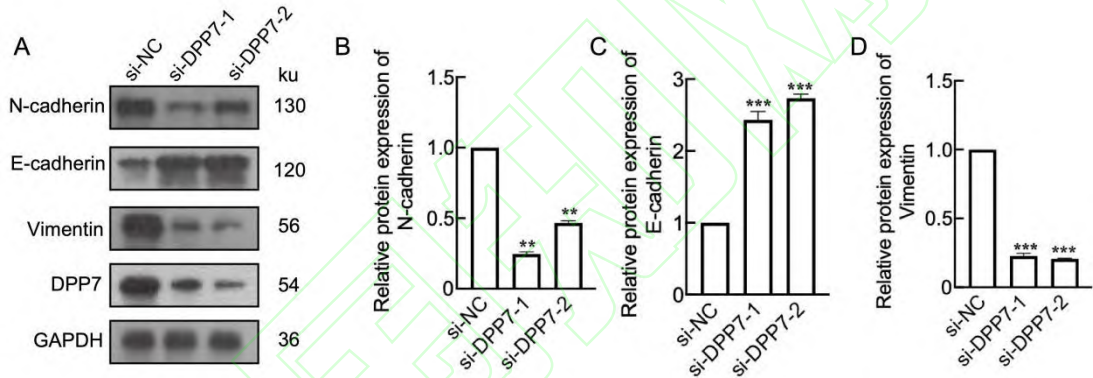 A
si-NC
si-DPP7-1
si-DPP7-2
ku
N-cadherin
130
E-cadherin
120
Vimentin
56
DPP7
54
GAPDH
36
B
Relative protein expression of
N-cadherin
1.5
1.0
0.5
0
**
**
si-NC
si-DPP7-1
si-DPP7-2
C
Relative protein expression of
E-cadherin
3
2
1
0
***
***
si-NC
si-DPP7-1
si-DPP7-2
D
Relative protein expression of
Vimentin
1.5
1.0
0.5
0
***
***
si-NC
si-DPP7-1
si-DPP7-2